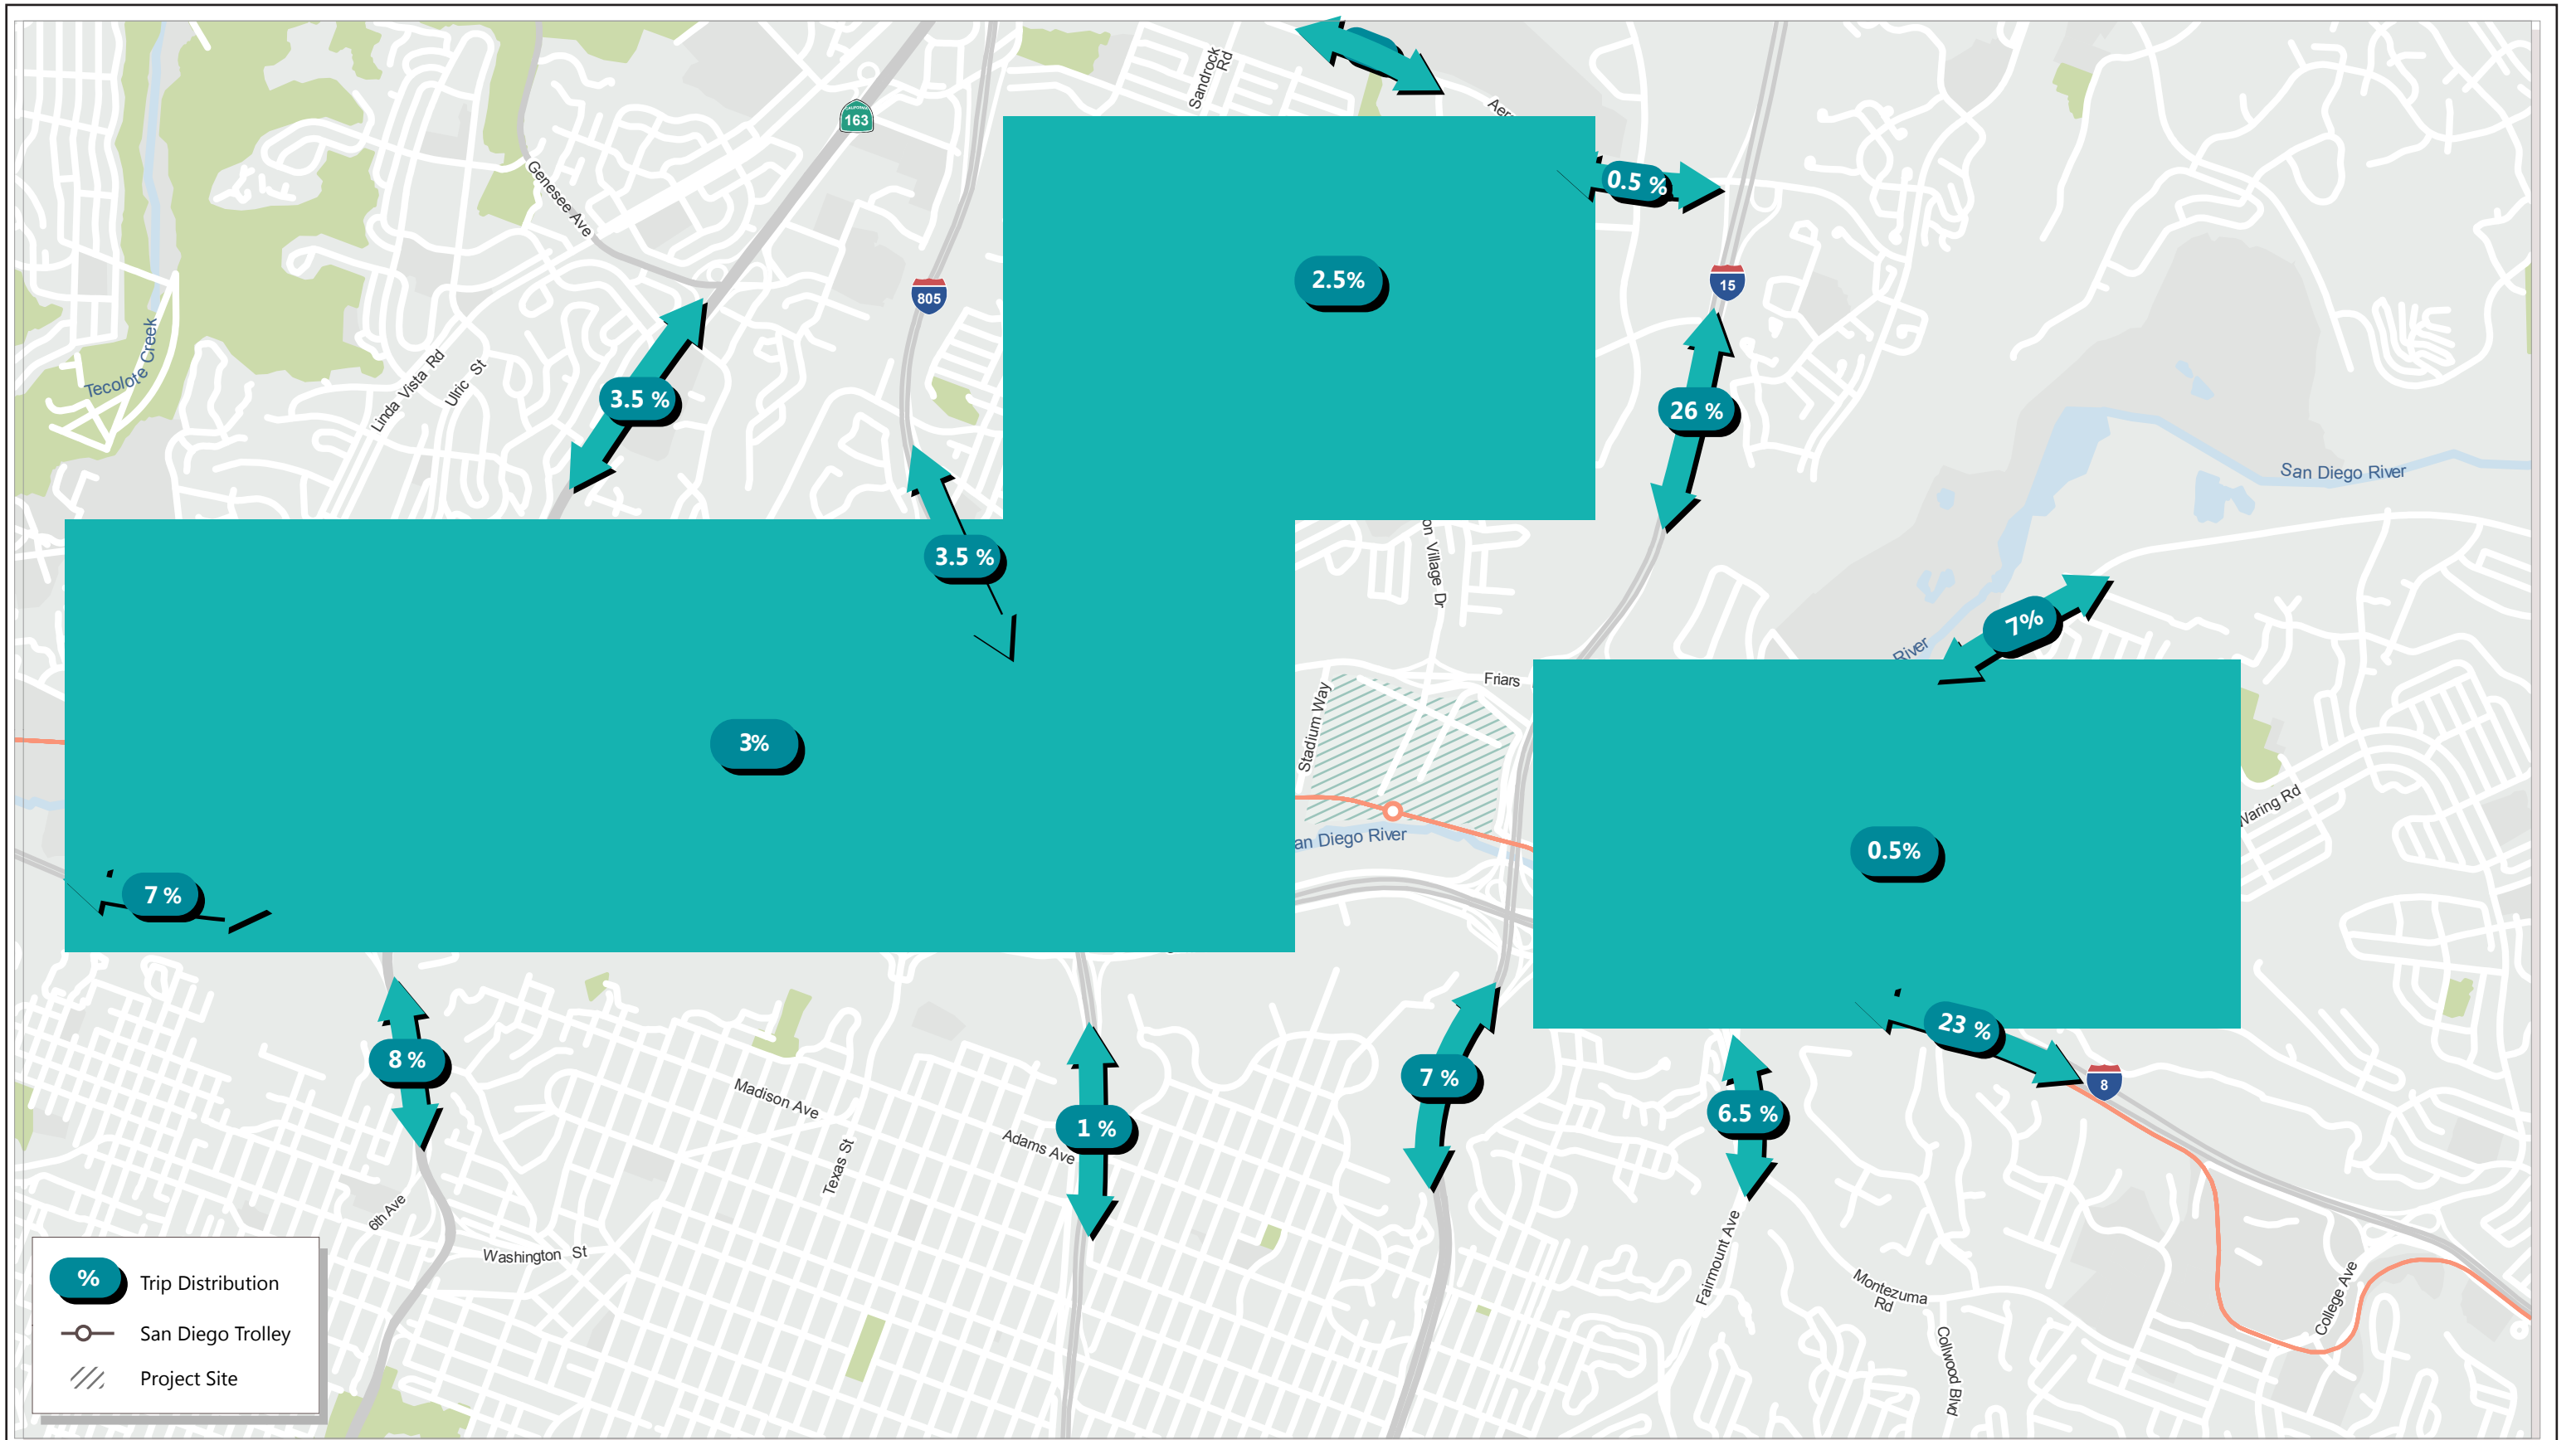 Sandrock
Rd
CALIFORNIA
163
Genesee Ave
0.5 %
2.5%
15
805
Tecolote Creek
Linda Vista Rd
Ulric St
3.5 %
26 %
San Diego River
3.5 %
Village Dr
7%
River
Friars
Stadium Way
3%
Waring Rd
Diego River
0.5%
7 %
23 %
8 %
7 %
8
Madison Ave
6.5 %
1 %
Adams Ave
Texas St
6th Ave
Washington St
Fairmount Ave
Montezuma
Rd
College Ave
Collwood Blvd
% Trip Distribution
San Diego Trolley
Project Site